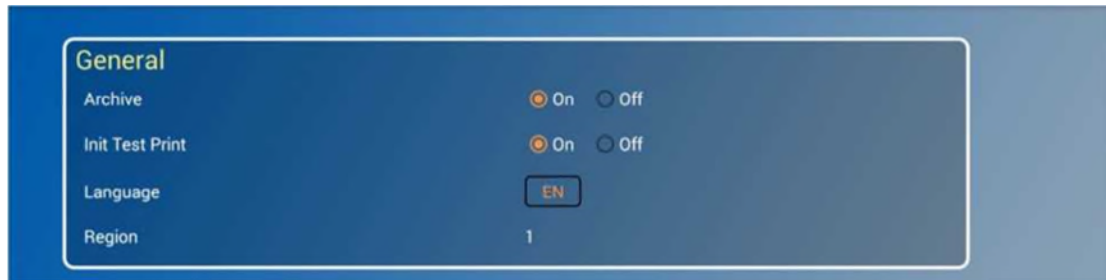 General
Archive On Off
Init Test Print On Off
Language EN
Region 1